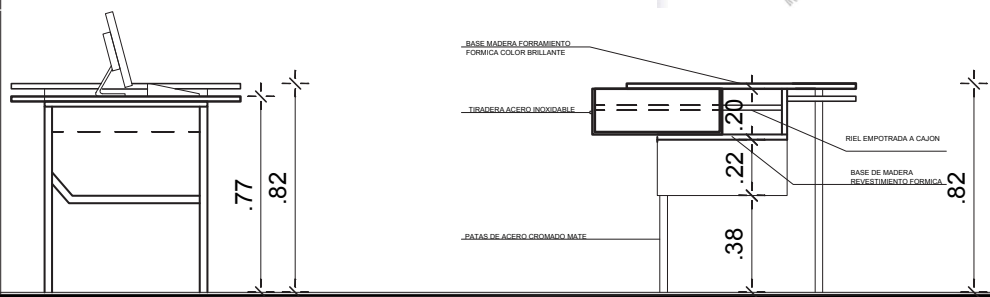 BASE MADERA FORRAMIENTO
FORMICA COLOR BRILLANTE
TIRADERA ACERO INOXIDABLE
.20
RIEL EMPOTRADA A CAJON
.22
BASE DE MADERA
REVESTIMIENTO FORMICA
.77
.82
.82
PATAS DE ACERO CROMADO MATE
.38